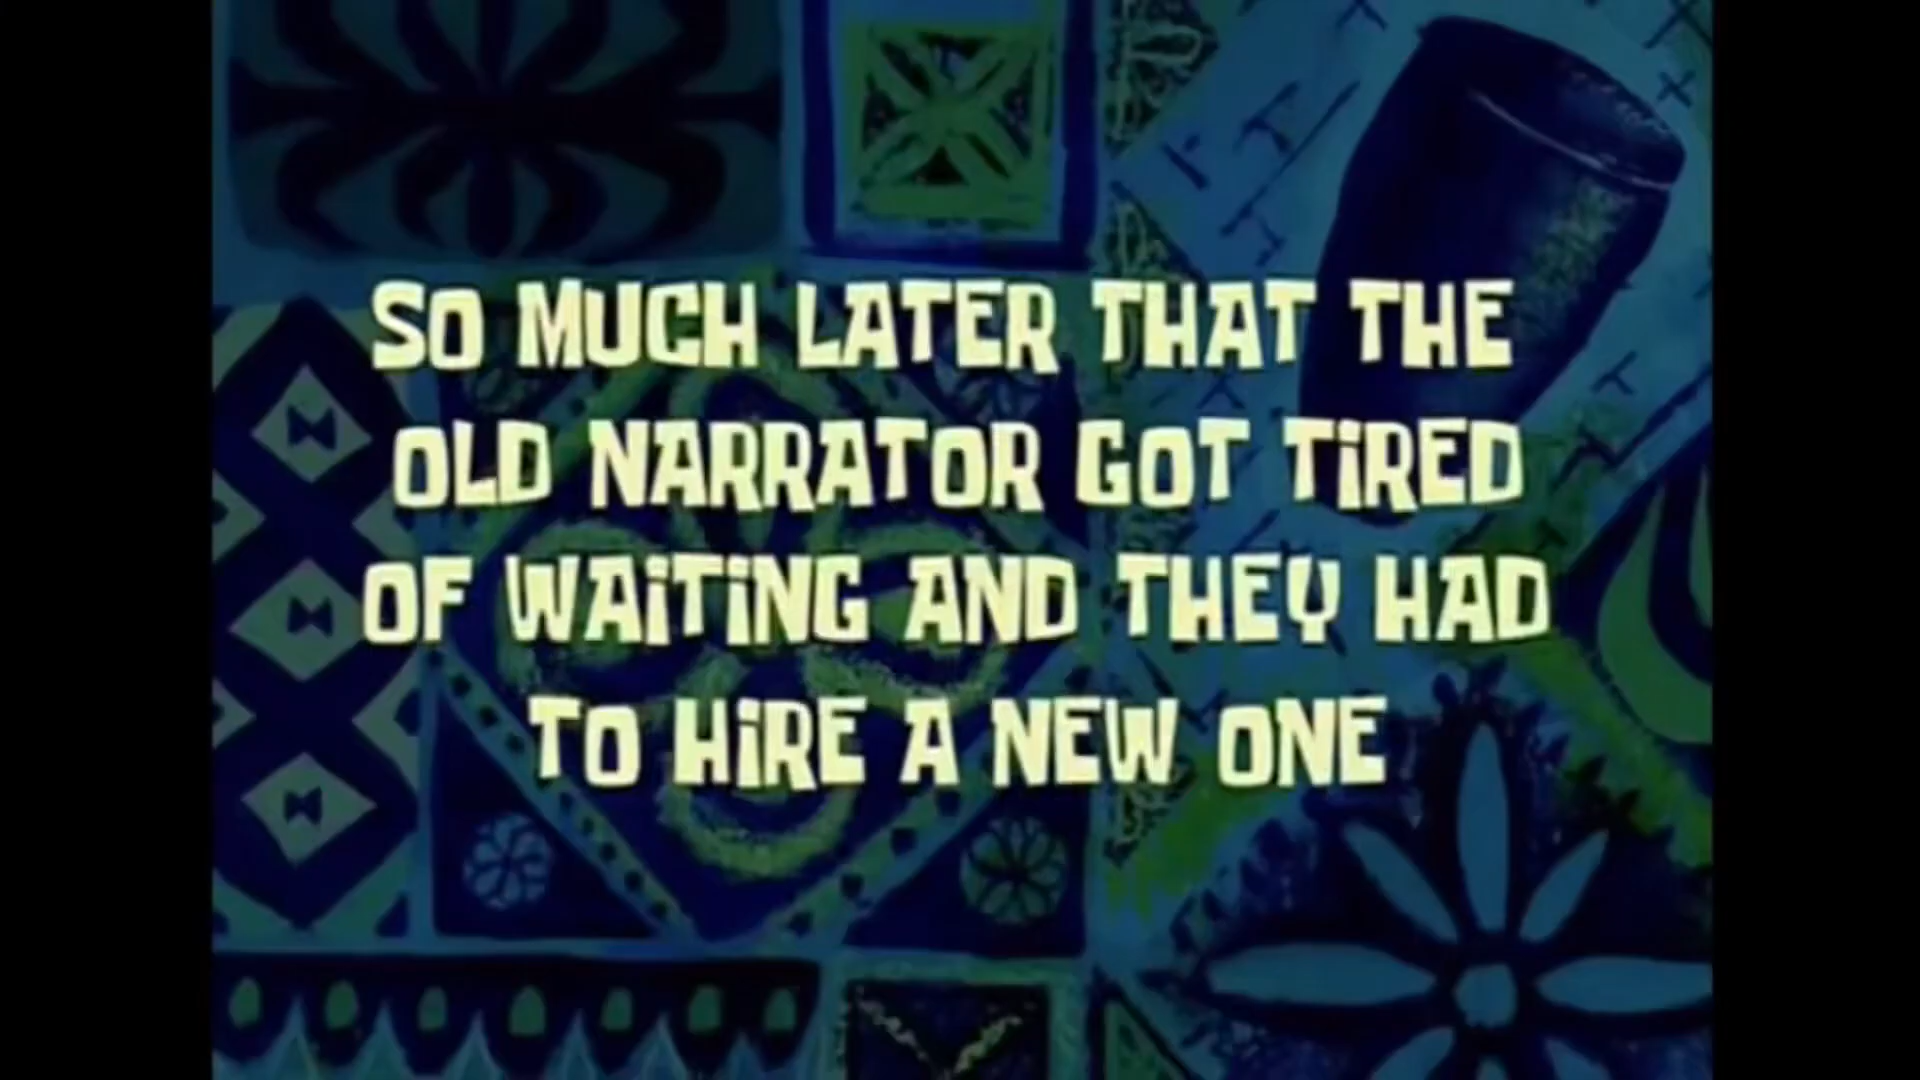 SO MUCH LATER THAT THE
OLD NARRATOR GOT TiRED
OF WAiTiNG AND THEY HAD
TO HiRE A NEW ONE